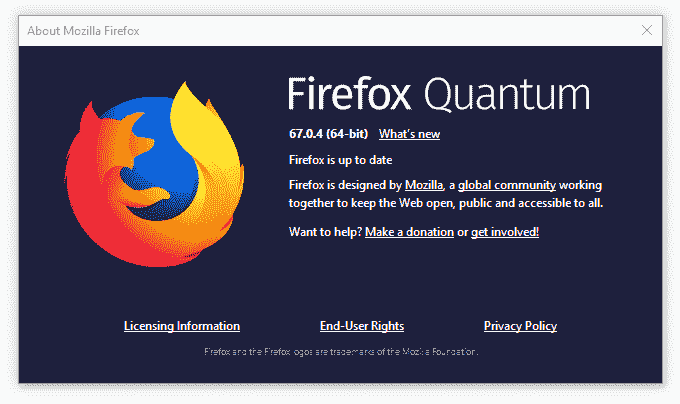 About Mozilla Firefox
Firefox Quantum
67.0.4 (64-bit) What's new
Firefox is up to date
Firefox is designed by Mozilla, a global community working
together to keep the Web open, public and accessible to all.
Want to help? Make a donation or get involved!
Licensing Information End-User Rights Privacy Policy
Firefox and the Firefox logos are trademarks of the Mozilla Foundation.